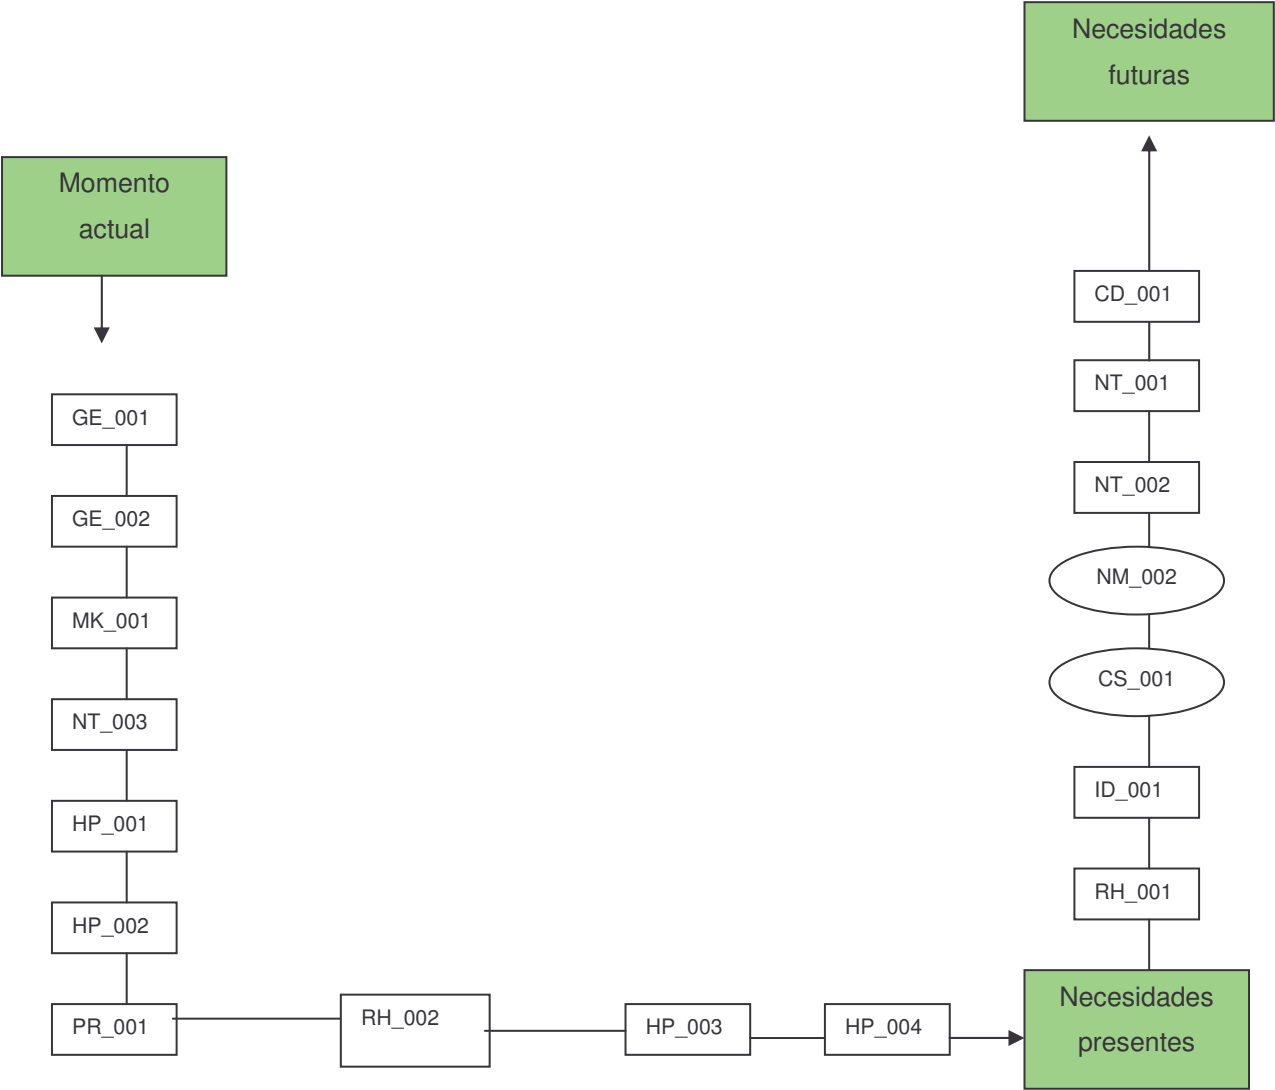 Necesidades
futuras
Momento
actual
CD_001
NT_001
GE_001
NT_002
GE_002
NM_002
MK_001
CS_001
NT_003
ID_001
HP_001
RH_001
HP_002
Necesidades
presentes
PR_001
RH_002
HP_003
HP_004